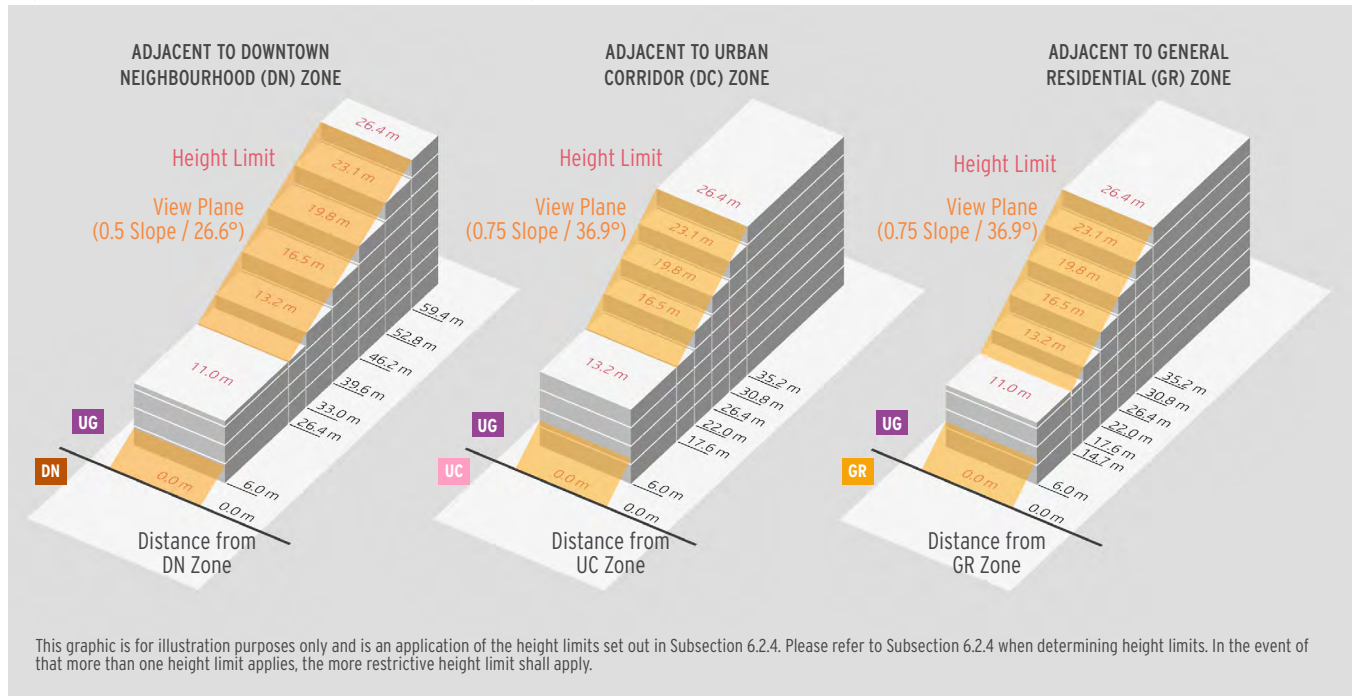 ADJACENT TO DOWNTOWN
NEIGHBOURHOOD (DN) ZONE
26.4 m
Height Limit
23.1 m
View Plane
(0.5 Slope / 26.6°)
19.8 m
16.5 m
13.2 m
59.4 m
52.8 m
46.2 m
39.6 m
33.0 m
26.4 m
11.0 m
UG
DN
0.0 m
6.0 m
0.0 m
Distance from
DN Zone
ADJACENT TO URBAN
CORRIDOR (DC) ZONE
Height Limit
26.4 m
View Plane
(0.75 Slope / 36.9°)
23.1 m
19.8 m
16.5 m
13.2 m
35.2 m
30.8 m
26.4 m
22.0 m
17.6 m
UG
UC
0.0 m
6.0 m
0.0 m
Distance from
UC Zone
ADJACENT TO GENERAL
RESIDENTIAL (GR) ZONE
Height Limit
26.4 m
View Plane
(0.75 Slope / 36.9°)
23.1 m
19.8 m
16.5 m
13.2 m
11.0 m
35.2 m
30.8 m
26.4 m
22.0 m
17.6 m
14.7 m
UG
GR
0.0 m
6.0 m
0.0 m
Distance from
GR Zone
This graphic is for illustration purposes only and is an application of the height limits set out in Subsection 6.2.4. Please refer to Subsection 6.2.4 when determining height limits. In the event of
that more than one height limit applies, the more restrictive height limit shall apply.